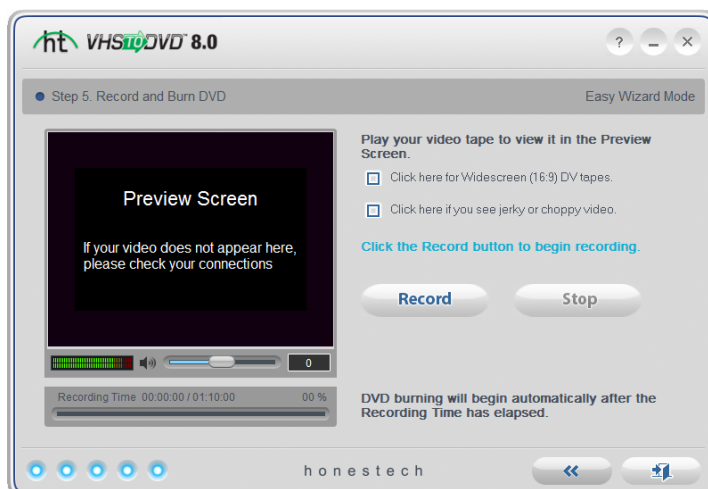 ht VHSTODVD™ 8.0
?
Step 5. Record and Burn DVD
Easy Wizard Mode
Preview Screen
If your video does not appear here,
please check your connections
0
Recording Time 00:00:00 / 01:10:00
00 %
Play your video tape to view it in the Preview
Screen.
Click here for Widescreen (16:9) DV tapes.
Click here if you see jerky or choppy video.
Click the Record button to begin recording.
Record
Stop
DVD burning will begin automatically after the
Recording Time has elapsed.
honestech